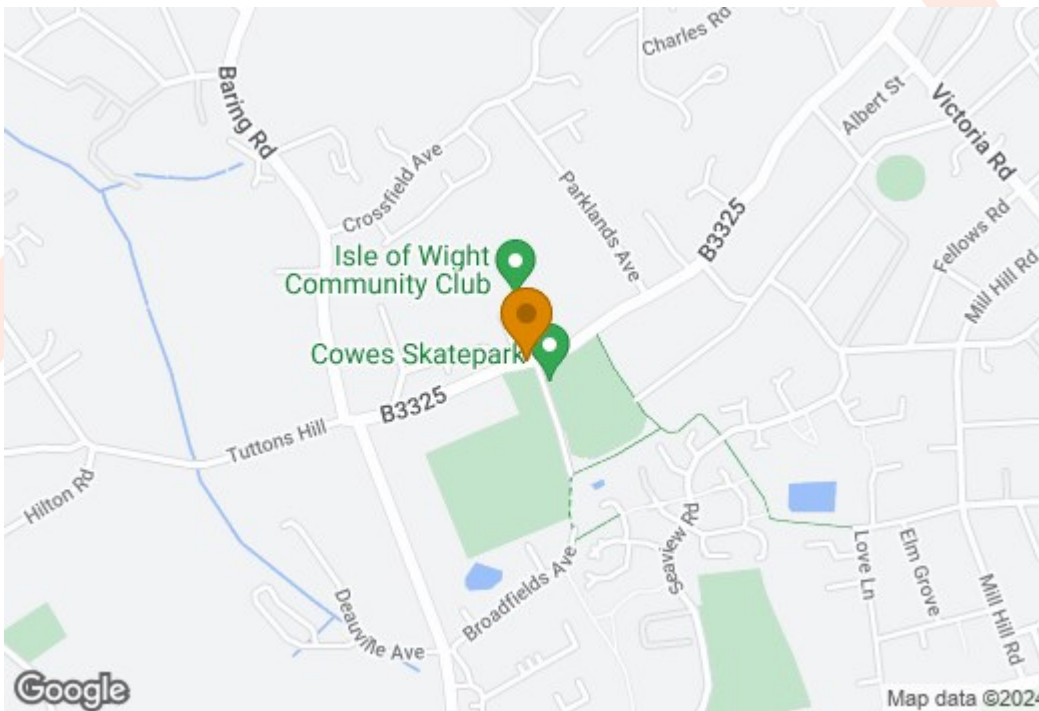 Charles Rd
Baring Rd
Albert St
Victoria Rd
Crossfield Ave
Parklands Ave
B3325
Fellows Rd
Isle of Wight
Community Club
Mill Hill Rd
Cowes Skatepark
B3325
Tuttons Hill
Hilton Rd
Seaview Rd
Love Ln
Elm Grove
Broadfields Ave
Deauville Ave
Mill Hill Rd
Google
Map data ©2024